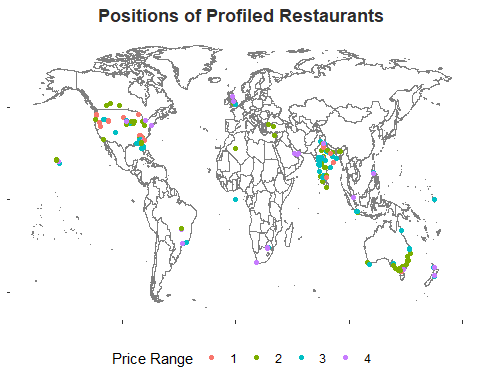 Positions of Profiled Restaurants
Price Range 1 2 3 4